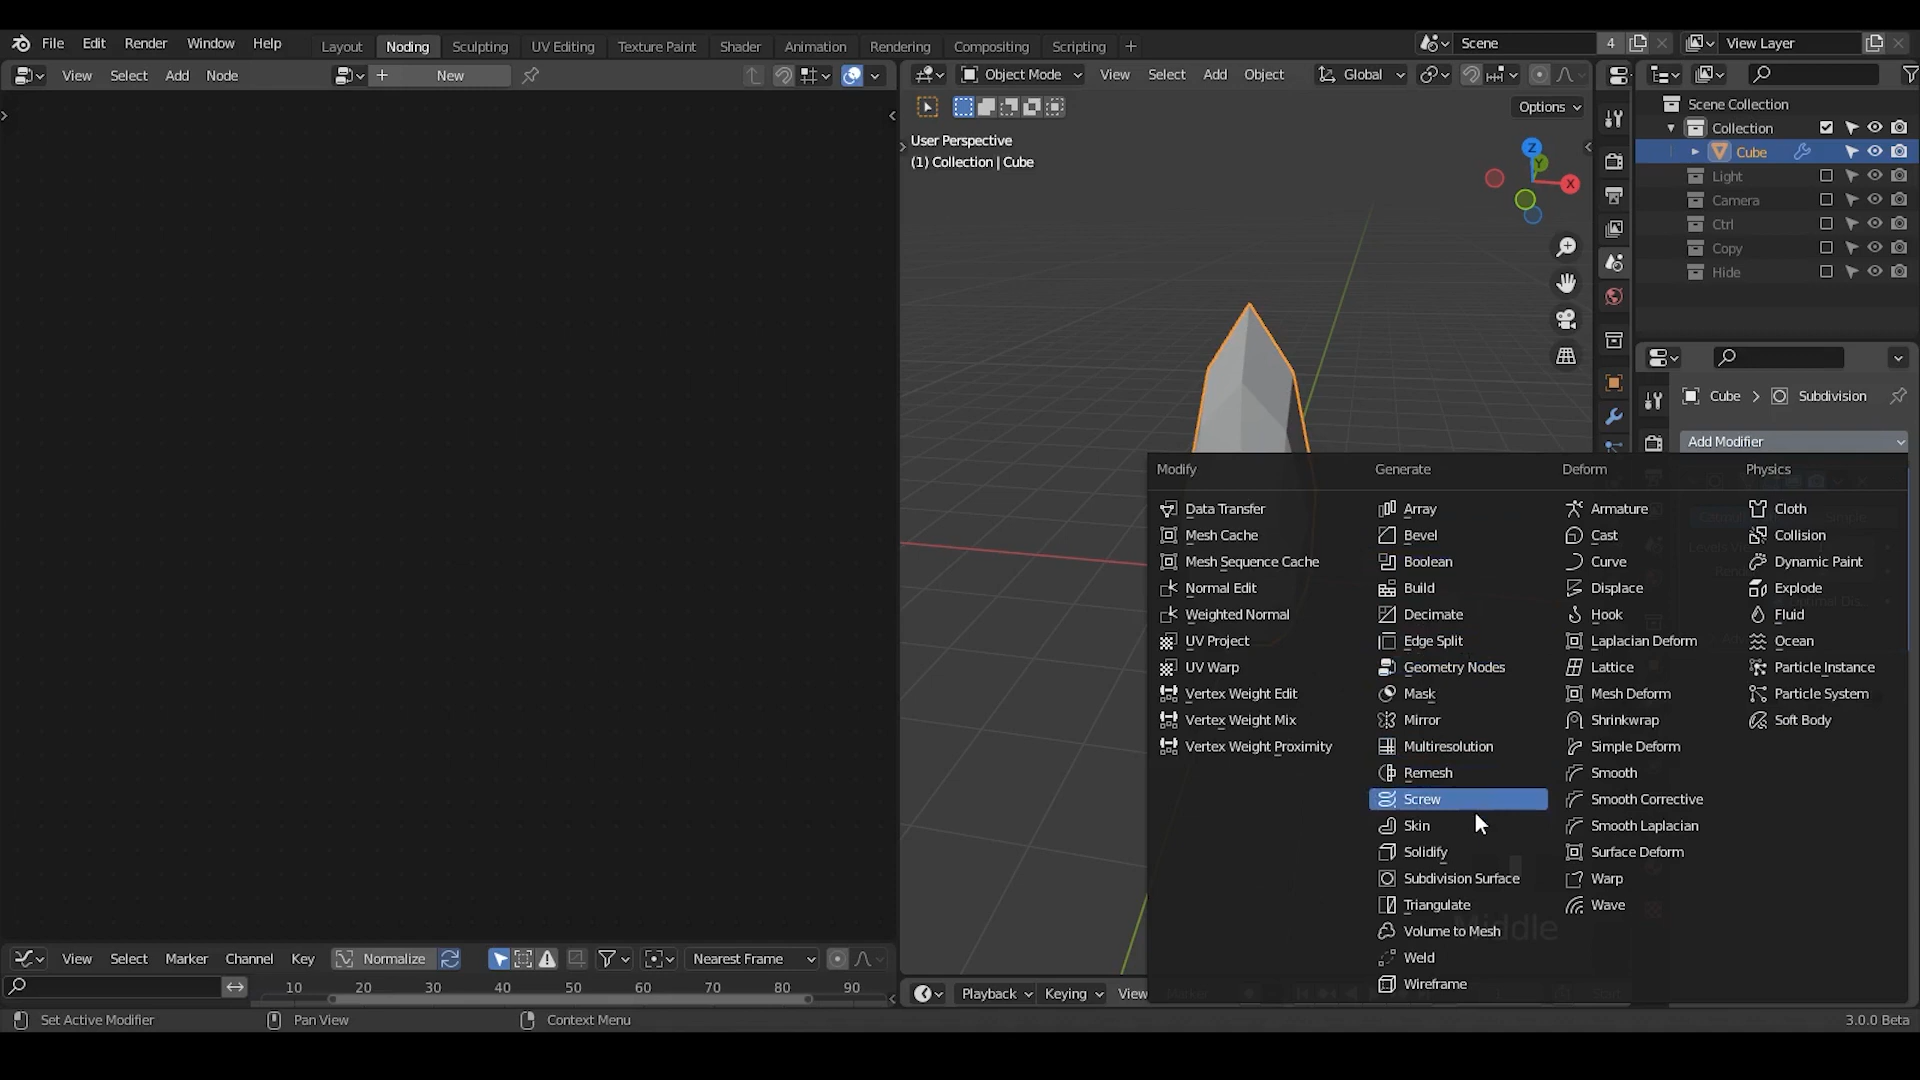 File Edit Render Window Help
Layout Noding Sculpting UV Editing Texture Paint Shader Animation Rendering Compositing Scripting +
Scene 4
View Layer
View Select Add Node
+ New
Object Mode View Select Add Object Global
Options
User Perspective
(1) Collection | Cube
Z
Y
X
Scene Collection
Collection
Cube
Light
Camera
Ctrl
Copy
Hide
Cube > Subdivision
Add Modifier
Modify
Data Transfer
Mesh Cache
Mesh Sequence Cache
Normal Edit
Weighted Normal
UV Project
UV Warp
Vertex Weight Edit
Vertex Weight Mix
Vertex Weight Proximity
Generate
Array
Bevel
Boolean
Build
Decimate
Edge Split
Geometry Nodes
Mask
Mirror
Multiresolution
Remesh
Screw
Skin
Solidify
Subdivision Surface
Triangulate
Volume to Mesh
Weld
Wireframe
Deform
Armature
Cast
Curve
Displace
Hook
Laplacian Deform
Lattice
Mesh Deform
Shrinkwrap
Simple Deform
Smooth
Smooth Corrective
Smooth Laplacian
Surface Deform
Warp
Wave
Physics
Cloth
Collision
Dynamic Paint
Explode
Fluid
Ocean
Particle Instance
Particle System
Soft Body
View Select Marker Channel Key Normalize Nearest Frame
10 20 30 40 50 60 70 80 90
Playback Keying View Marker
Set Active Modifier Pan View Context Menu
3.0.0 Beta